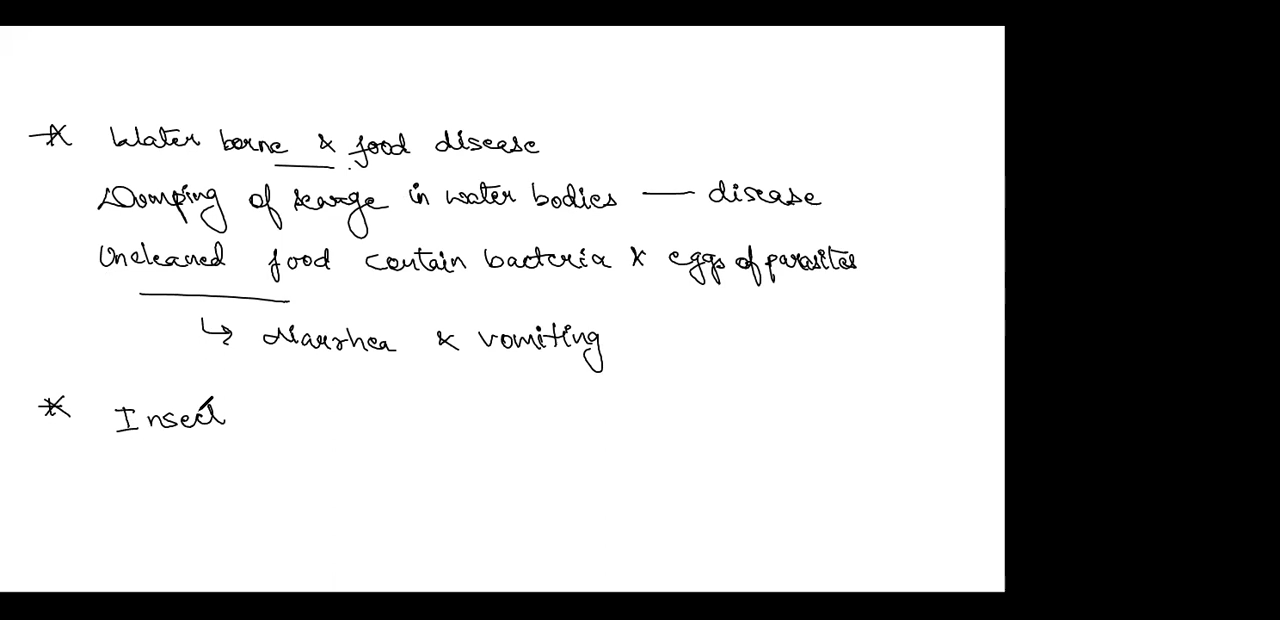 * Water borne & food disease
Dumping of searge in water bodies — disease
Uncleaned food contain bacteria & eggs of parasites
↳ diarrhea & vomiting
* Insect